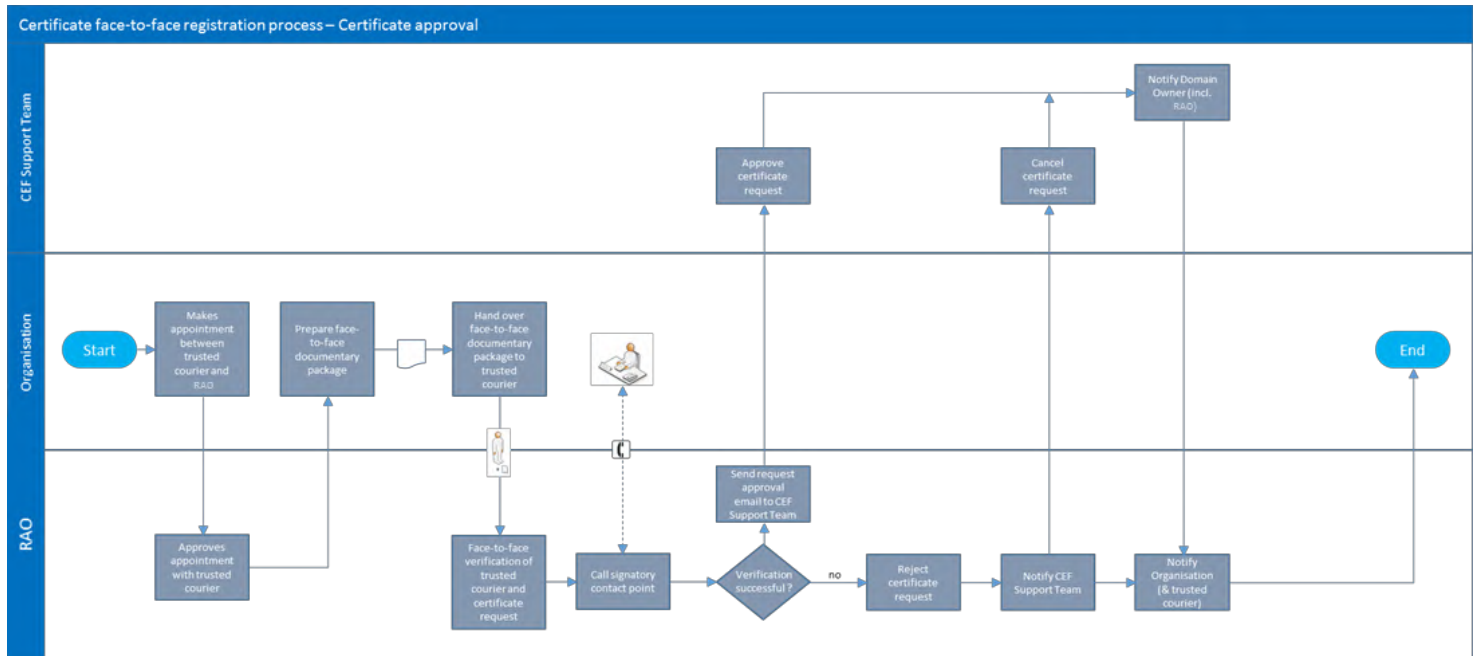 Certificate face-to-face registration process – Certificate approval
CEF Support Team
Notify Domain
Owner (incl.
RAO)
Approve
certificate
request
Cancel
certificate
request
Organisation
Start
Makes
appointment
between
trusted
courier and RAO
Prepare face-
to-face
documentary
package
Hand over
face-to-face
documentary
package to
trusted
courier
End
RAO
Approves
appointment
with trusted
courier
Face-to-face
verification of
trusted
courier and
certificate
request
Call signatory
contact point
Send request
approval
email to CEF
Support Team
Verification
successful ?
no
Reject
certificate
request
Notify CEF
Support Team
Notify
Organisation
(& trusted
courier)